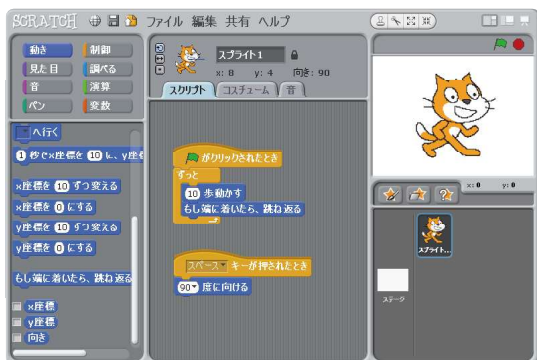 SCRATCH ファイル 編集 共有 ヘルプ
動き 制御
見た目 調べる
音 演算
ペン 変数
へ行く
1 秒でx座標を 10 に、y座標
x座標を 10 ずつ変える
x座標を 0 にする
y座標を 10 ずつ変える
y座標を 0 にする
もし端に着いたら、跳ね返る
x座標
y座標
向き
スプライト1
x: 8 y: 4 向き: 90
スクリプト コスチューム 音
がクリックされたとき
ずっと
10 歩動かす
もし端に着いたら、跳ね返る
スペース キーが押されたとき
90 度に向ける
x: 0 y: 0
スプライト...
ステージ